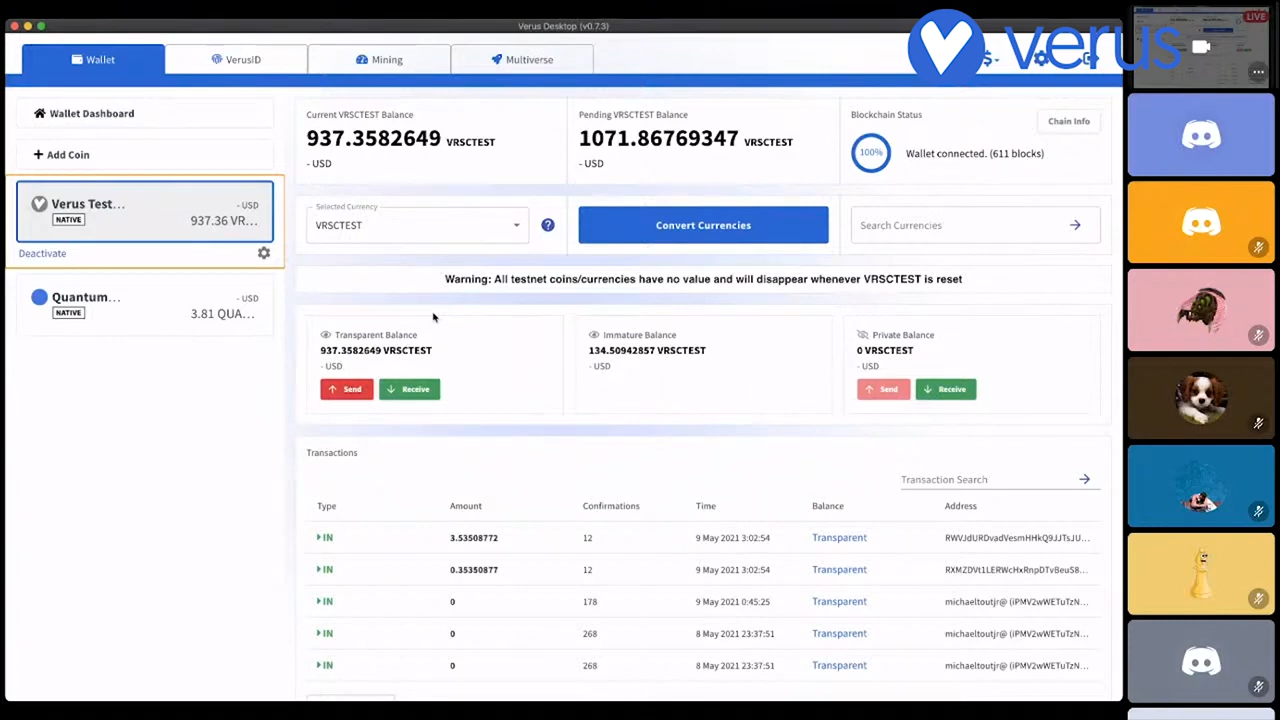 Verus Desktop (v0.7.3)
verus
LIVE
Wallet
VerusID
Mining
Multiverse
$
Wallet Dashboard
Add Coin
Verus Test...
NATIVE
- USD
937.36 VR...
Deactivate
Quantum...
NATIVE
- USD
3.81 QUA...
Current VRSCTEST Balance
937.3582649 VRSCTEST
- USD
Pending VRSCTEST Balance
1071.86769347 VRSCTEST
- USD
Blockchain Status
Chain Info
100%
Wallet connected. (611 blocks)
Selected Currency
VRSCTEST
?
Convert Currencies
Search Currencies
Warning: All testnet coins/currencies have no value and will disappear whenever VRSCTEST is reset
Transparent Balance
937.3582649 VRSCTEST
- USD
Send
Receive
Immature Balance
134.50942857 VRSCTEST
- USD
Private Balance
0 VRSCTEST
- USD
Send
Receive
Transactions
Transaction Search
Type Amount Confirmations Time Balance Address
IN 3.53508772 12 9 May 2021 3:02:54 Transparent RWVJdURDvadVesmHHkQ9JJTsJU...
IN 0.35350877 12 9 May 2021 3:02:54 Transparent RXMZDVt1LERWcHxRnpDTvBeuS8...
IN 0 178 9 May 2021 0:45:25 Transparent michaeltoutjr@ (iPMV2wWETuTzN...
IN 0 268 8 May 2021 23:37:51 Transparent michaeltoutjr@ (iPMV2wWETuTzN...
IN 0 268 8 May 2021 23:37:51 Transparent michaeltoutjr@ (iPMV2wWETuTzN...